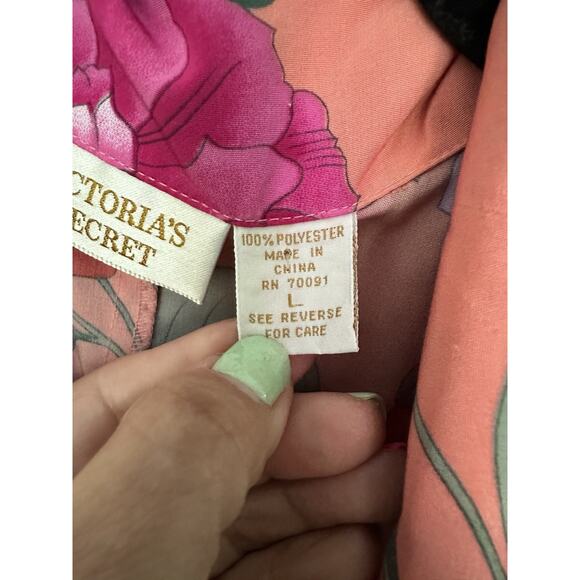 CTORIA'S
ECRET
100% POLYESTER
MADE IN
CHINA
RN 70091
L
SEE REVERSE
FOR CARE